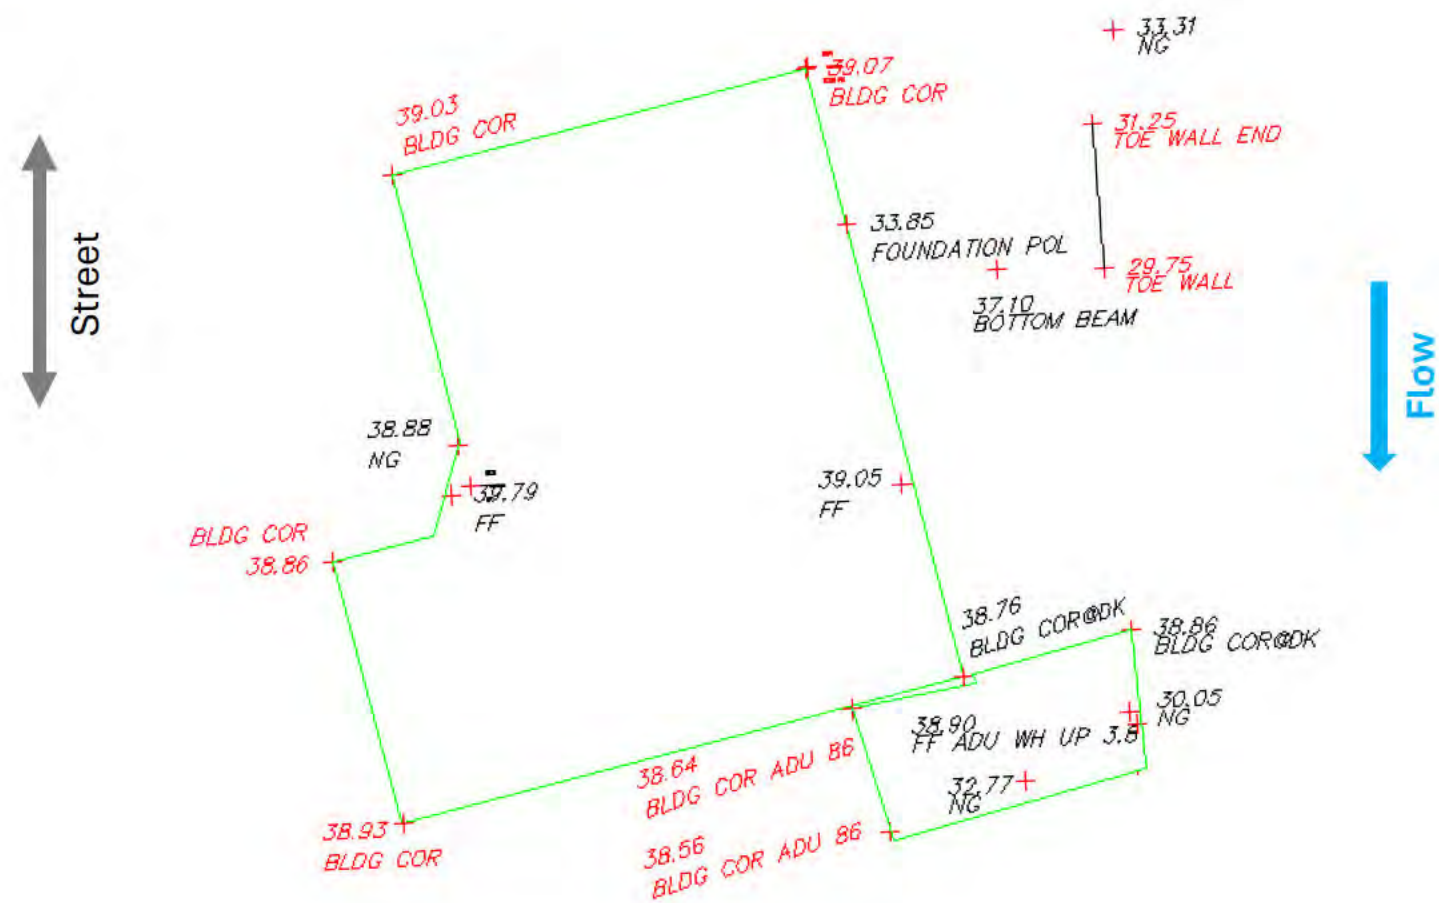 33.31
NG
39.07
BLDG COR
39.03
BLDG COR
31.25
TOE WALL END
33.85
FOUNDATION POL
29.75
TOE WALL
37.10
BOTTOM BEAM
Street
Flow
38.88
NG
39.79
FF
39.05
FF
BLDG COR
38.86
38.76
BLDG COR@DK
38.86
BLDG COR@DK
30.05
NG
38.90
FF ADU WH UP 3.8
32.77
NG
38.64
BLDG COR ADU 86
38.93
BLDG COR
38.56
BLDG COR ADU 86